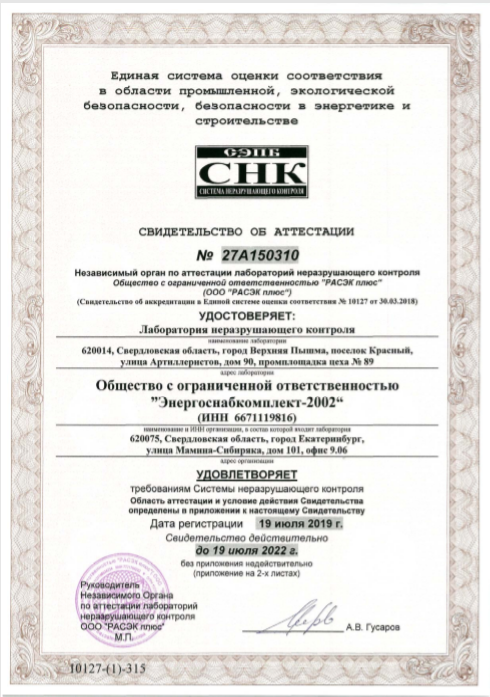 Единая система оценки соответствия
в области промышленной, экологической
безопасности, безопасности в энергетике и
строительстве
СЭПБ
СНК
СИСТЕМА НЕРАЗРУШАЮЩЕГО КОНТРОЛЯ
СВИДЕТЕЛЬСТВО ОБ АТТЕСТАЦИИ
№ 27А150310
Независимый орган по аттестации лабораторий неразрушающего контроля
Общество с ограниченной ответственностью "РАСЭК плюс"
(ООО "РАСЭК плюс")
(Свидетельство об аккредитации в Единой системе оценки соответствия № 10127 от 30.03.2018)
УДОСТОВЕРЯЕТ:
Лаборатория неразрушающего контроля
наименование лаборатории
620014, Свердловская область, город Верхняя Пышма, поселок Красный,
улица Артиллеристов, дом 90, промплощадка цеха № 89
адрес лаборатории
Общество с ограниченной ответственностью
"Энергоснабкомплект-2002“
(ИНН 6671119816)
наименование и ИНН организации, в состав которой входит лаборатория
620075, Свердловская область, город Екатеринбург,
улица Мамина-Сибиряка, дом 101, офис 9.06
адрес организации
УДОВЛЕТВОРЯЕТ
требованиям Системы неразрушающего контроля
Область аттестации и условие действия Свидетельства
определены в приложении к настоящему Свидетельству
Дата регистрации 19 июля 2019 г.
Свидетельство действительно
до 19 июля 2022 г.
без приложения недействительно
(приложение на 2-х листах)
Руководитель
Независимого Органа
по аттестации лабораторий
неразрушающего контроля
ООО "РАСЭК плюс"
М.П.
А.В. Гусаров
10127-(1)-315